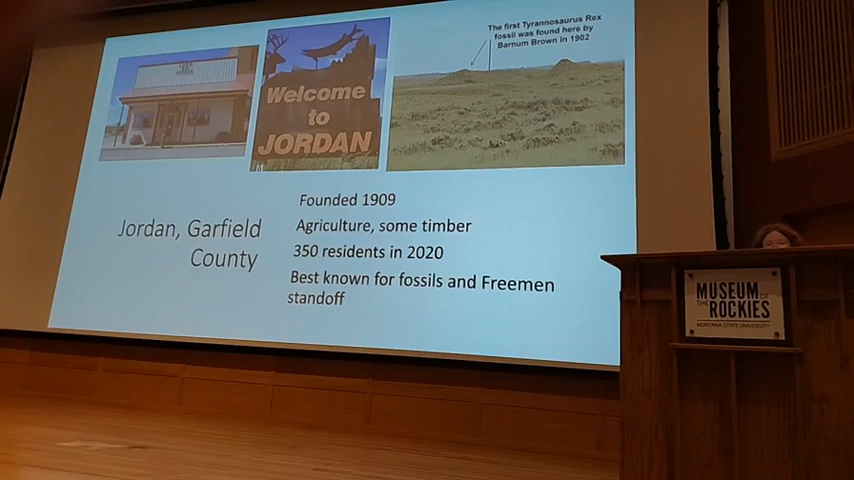 The first Tyrannosaurus Rex
fossil was found here by
Barnum Brown in 1902
Welcome
to
JORDAN
Jordan, Garfield
County
Founded 1909
Agriculture, some timber
350 residents in 2020
Best known for fossils and Freemen
standoff
MUSEUM OF
THE ROCKIES
MONTANA STATE UNIVERSITY